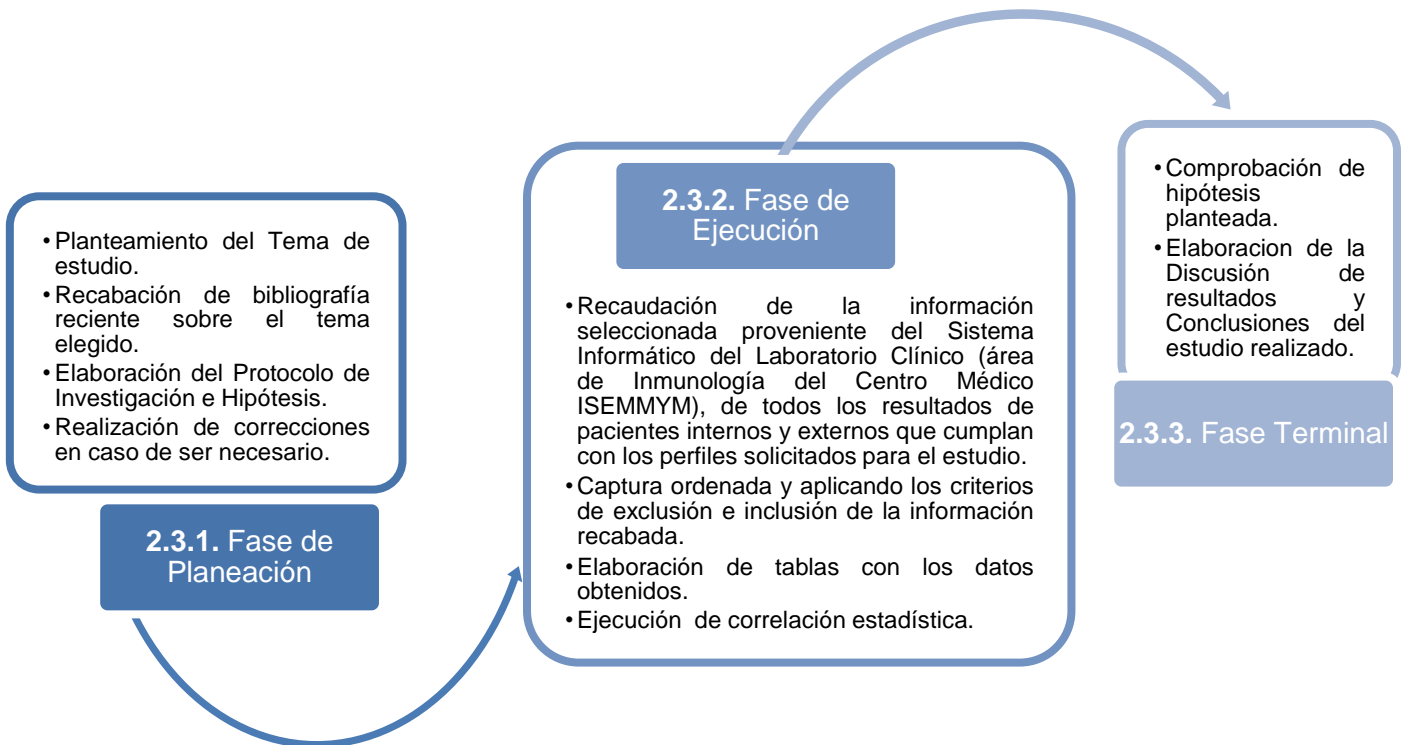 • Planteamiento del Tema de
estudio.
• Recabación de bibliografía
reciente sobre el tema
elegido.
• Elaboración del Protocolo de
Investigación e Hipótesis.
• Realización de correcciones
en caso de ser necesario.
2.3.1. Fase de
Planeación
2.3.2. Fase de
Ejecución
• Recaudación de la información
seleccionada proveniente del Sistema
Informático del Laboratorio Clínico (área
de Inmunología del Centro Médico
ISEMMYM), de todos los resultados de
pacientes internos y externos que cumplan
con los perfiles solicitados para el estudio.
• Captura ordenada y aplicando los criterios
de exclusión e inclusión de la información
recabada.
• Elaboración de tablas con los datos
obtenidos.
• Ejecución de correlación estadística.
• Comprobación de
hipótesis
planteada.
• Elaboracion de la
Discusión de
resultados y
Conclusiones del
estudio realizado.
2.3.3. Fase Terminal